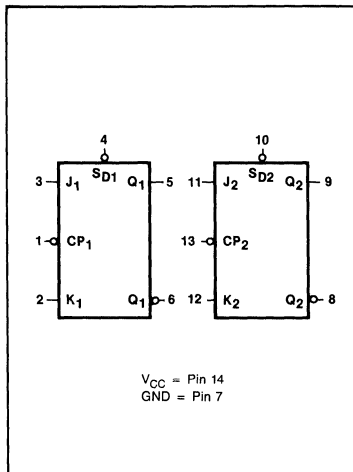 4 10
3 J1 SD1 Q1 5 11 J2 SD2 Q2 9
1 CP1 13 CP2
2 K1 Q1 6 12 K2 Q2 8
VCC = Pin 14
GND = Pin 7